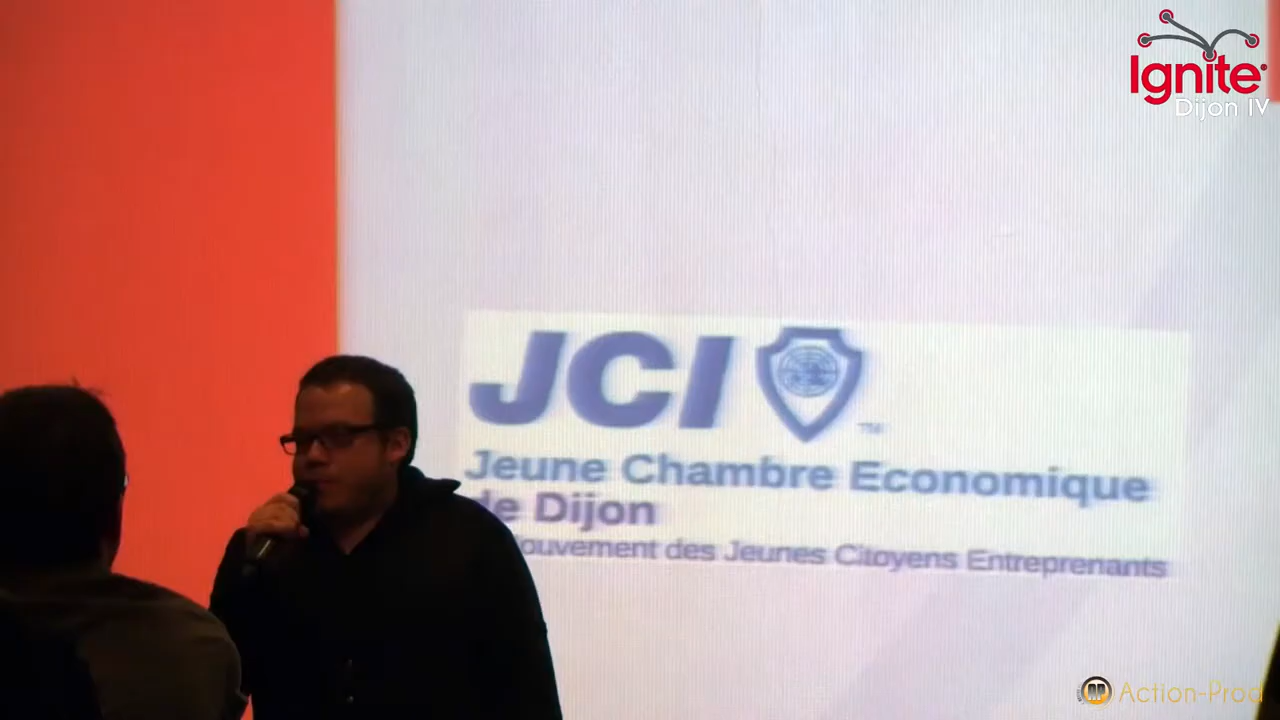 Ignite
Dijon IV
JCI
TM
Jeune Chambre Economique
de Dijon
ouvement des Jeunes Citoyens Entreprenants
Action-Prod